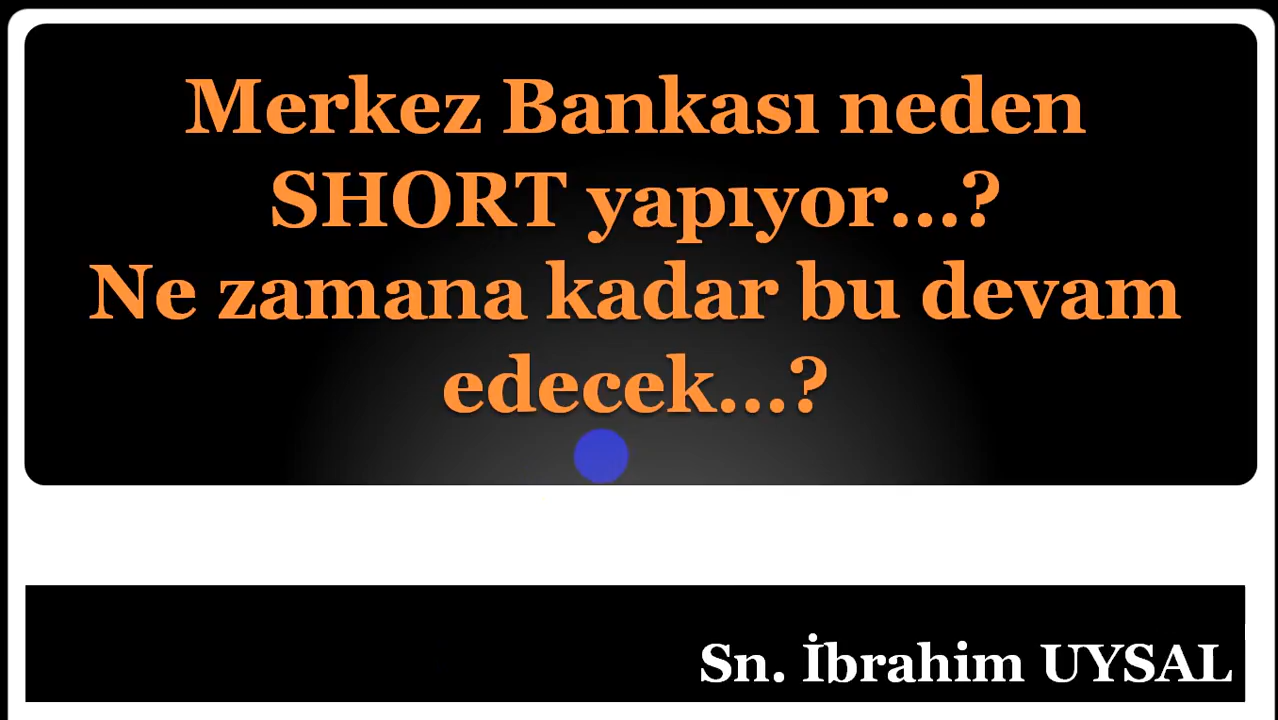 Merkez Bankası neden
SHORT yapıyor...?
Ne zamana kadar bu devam
edecek...?
Sn. İbrahim UYSAL